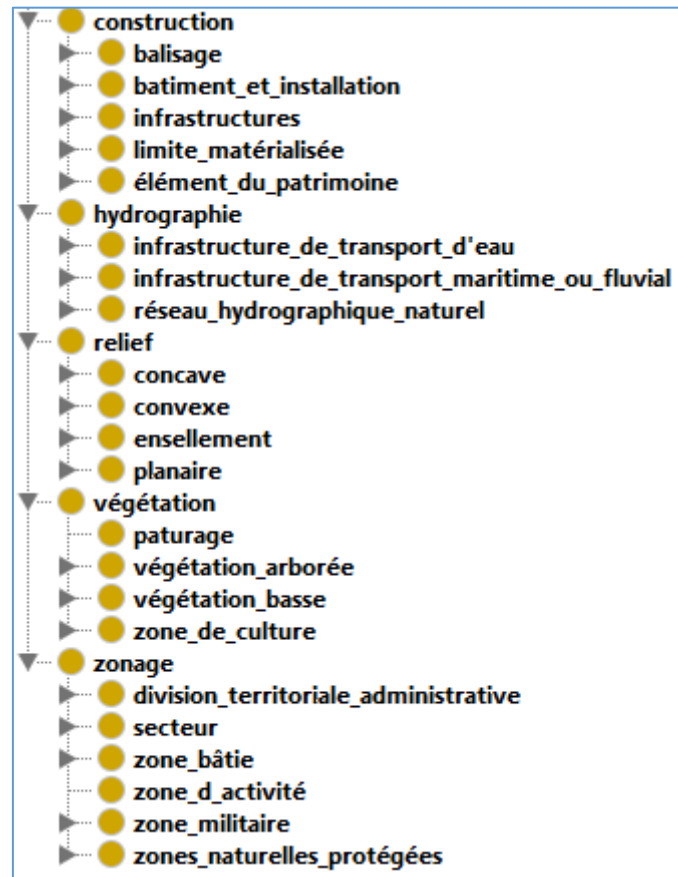 construction
balisage
batiment_et_installation
infrastructures
limite_matérialisée
élément_du_patrimoine
hydrographie
infrastructure_de_transport_d'eau
infrastructure_de_transport_maritime_ou_fluvial
réseau_hydrographique_naturel
relief
concave
convexe
ensellement
planaire
végétation
paturage
végétation_arborée
végétation_basse
zone_de_culture
zonage
division_territoriale_administrative
secteur
zone_bâtie
zone_d_activité
zone_militaire
zones_naturelles_protégées